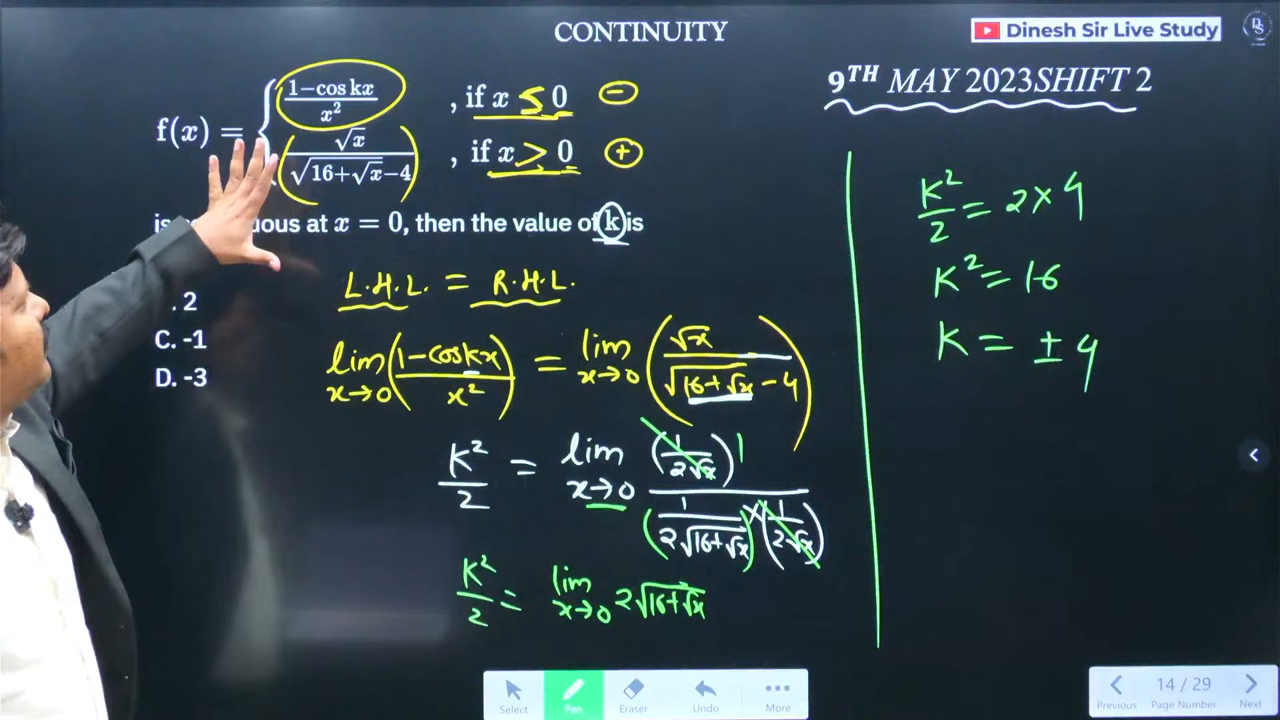 CONTINUITY
Dinesh Sir Live Study
DS
9TH MAY 2023SHIFT 2
f(x) = { (1−cos kx)/x² , if x ≤ 0 −
√x/(√(16+√x)−4) , if x > 0 +
is uous at x = 0, then the value of k is
. 2
C. -1
D. -3
L.H.L. = R.H.L.
lim x→0 ((1−cos kx)/x²) = lim x→0 (√x/(√(16+√x) − 4))
K²/2 = lim x→0 (1/(2√x)) 1 / ((1/(2√(16+√x))) × (1/(2√x)))
K²/2 = lim x→0 2√(16+√x)
K²/2 = 2×4
K² = 16
K = ±4
Select Pen Eraser Undo More
14 / 29
Previous Page Number Next